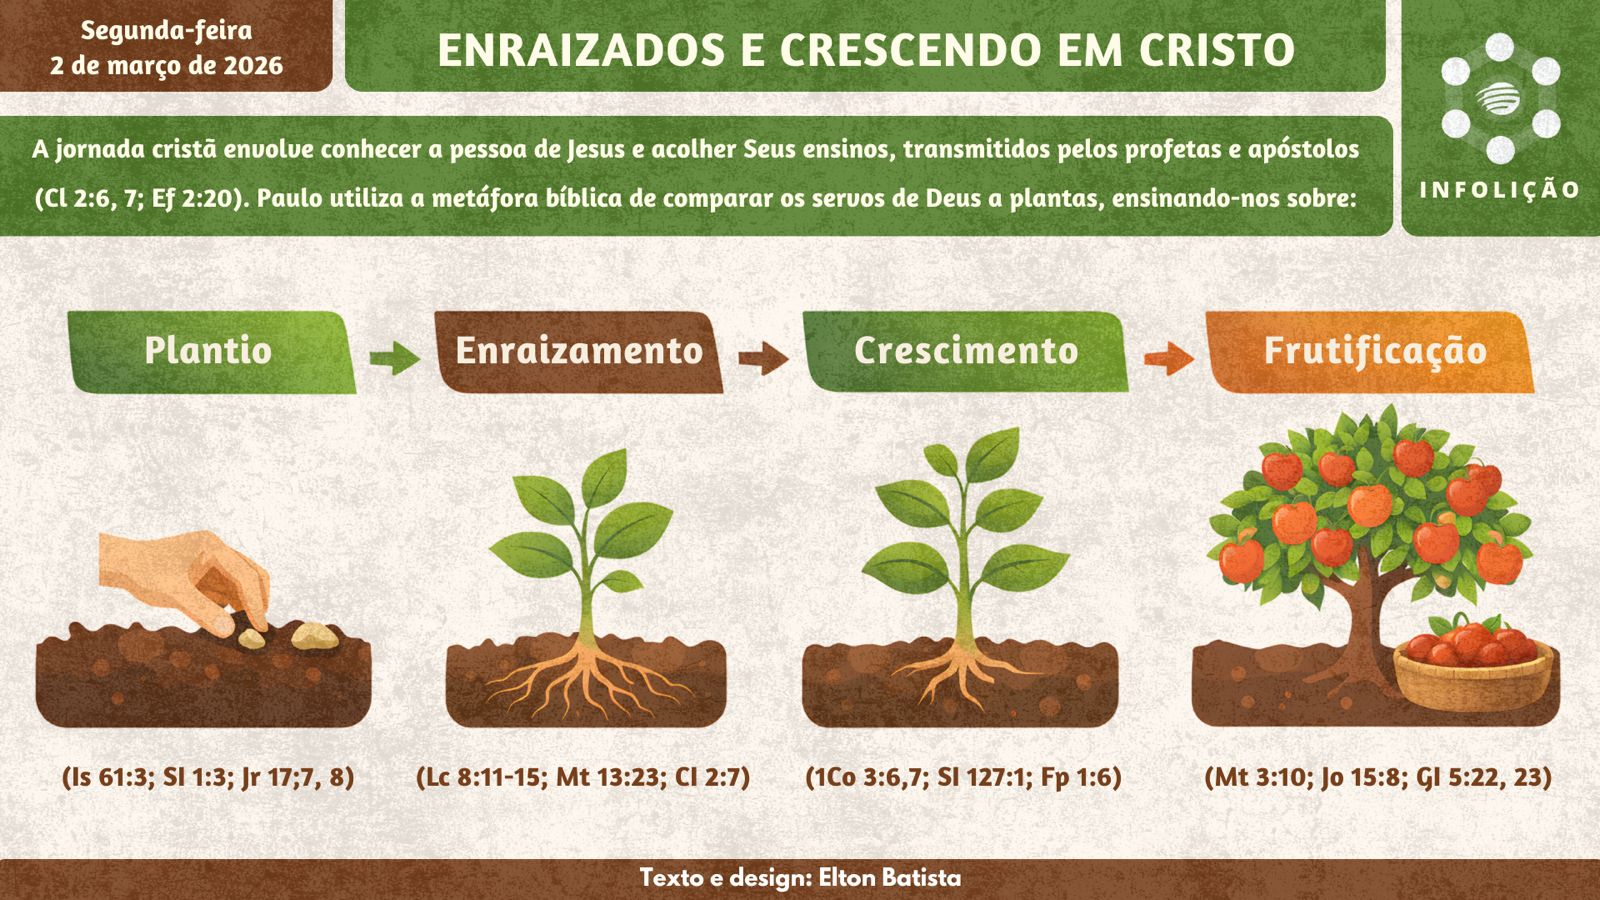 Segunda-feira
2 de março de 2026
ENRAIZADOS E CRESCENDO EM CRISTO
INFOLIÇÃO
A jornada cristã envolve conhecer a pessoa de Jesus e acolher Seus ensinos, transmitidos pelos profetas e apóstolos
(Cl 2:6, 7; Ef 2:20). Paulo utiliza a metáfora bíblica de comparar os servos de Deus a plantas, ensinando-nos sobre:
Plantio
Enraizamento
Crescimento
Frutificação
(Is 61:3; Sl 1:3; Jr 17;7, 8)
(Lc 8:11-15; Mt 13:23; Cl 2:7)
(1Co 3:6,7; Sl 127:1; Fp 1:6)
(Mt 3:10; Jo 15:8; Gl 5:22, 23)
Texto e design: Elton Batista